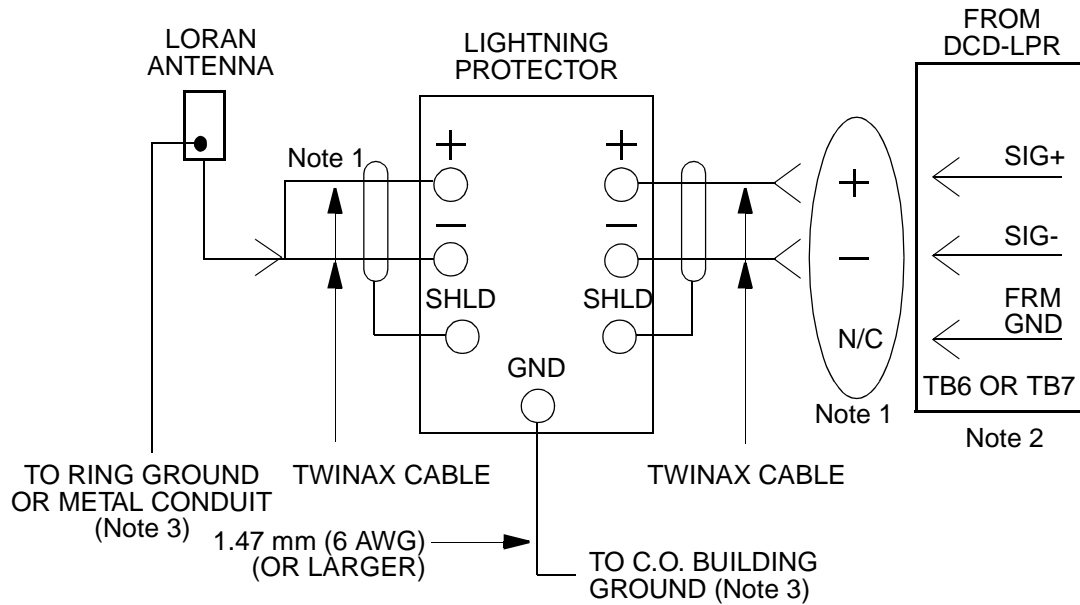 FROM
DCD-LPR
LORAN
ANTENNA
LIGHTNING
PROTECTOR
Note 1
+
+
+
SIG+
–
–
–
SIG-
SHLD
SHLD
FRM
GND
N/C
GND
TB6 OR TB7
Note 1
Note 2
TO RING GROUND
OR METAL CONDUIT
(Note 3)
TWINAX CABLE
TWINAX CABLE
1.47 mm (6 AWG)
(OR LARGER)
TO C.O. BUILDING
GROUND (Note 3)